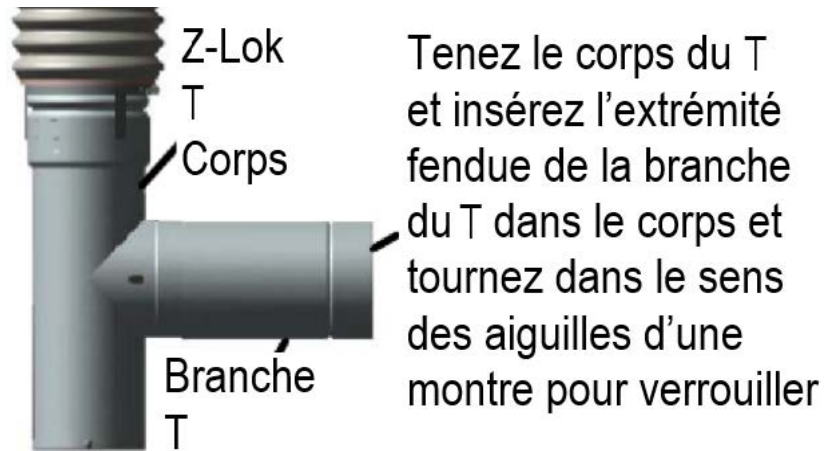 Z-Lok
T
Corps
Branche
T
Tenez le corps du T
et insérez l’extrémité
fendue de la branche
du T dans le corps et
tournez dans le sens
des aiguilles d’une
montre pour verrouiller